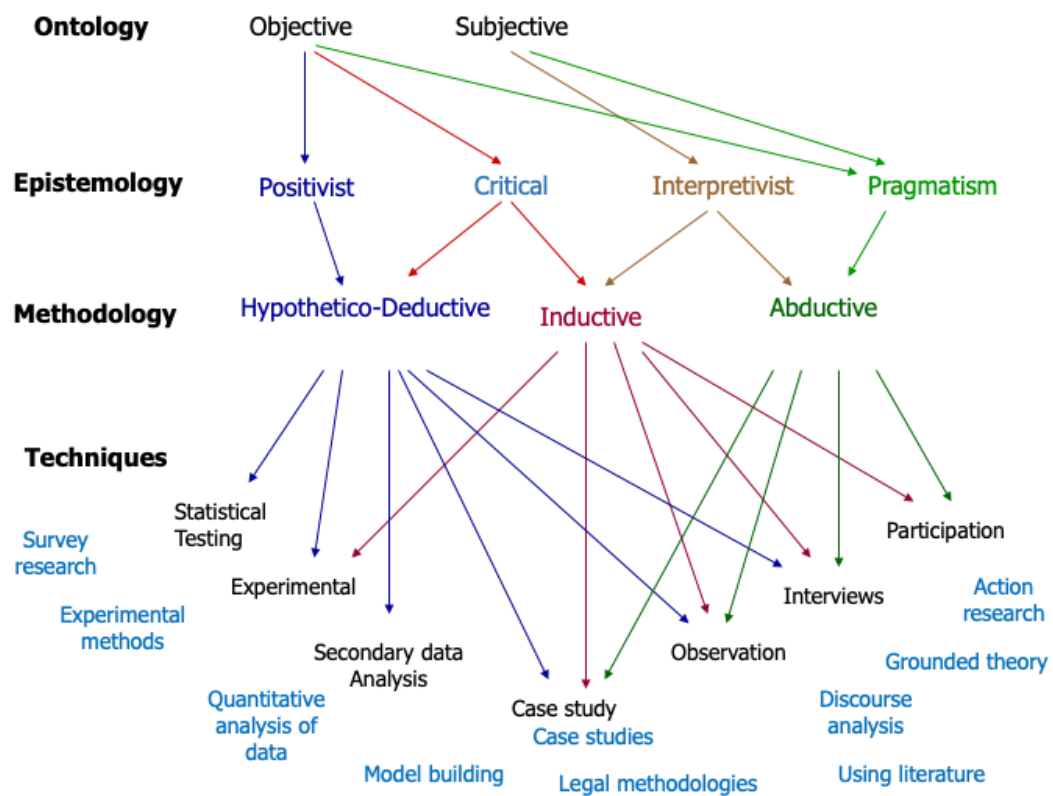 Ontology
Objective
Subjective
Epistemology
Positivist
Critical
Interpretivist
Pragmatism
Methodology
Hypothetico-Deductive
Inductive
Abductive
Techniques
Statistical
Testing
Participation
Survey
research
Experimental
Interviews
Action
research
Experimental
methods
Secondary data
Analysis
Observation
Grounded theory
Quantitative
analysis of
data
Case study
Case studies
Discourse
analysis
Model building
Legal methodologies
Using literature